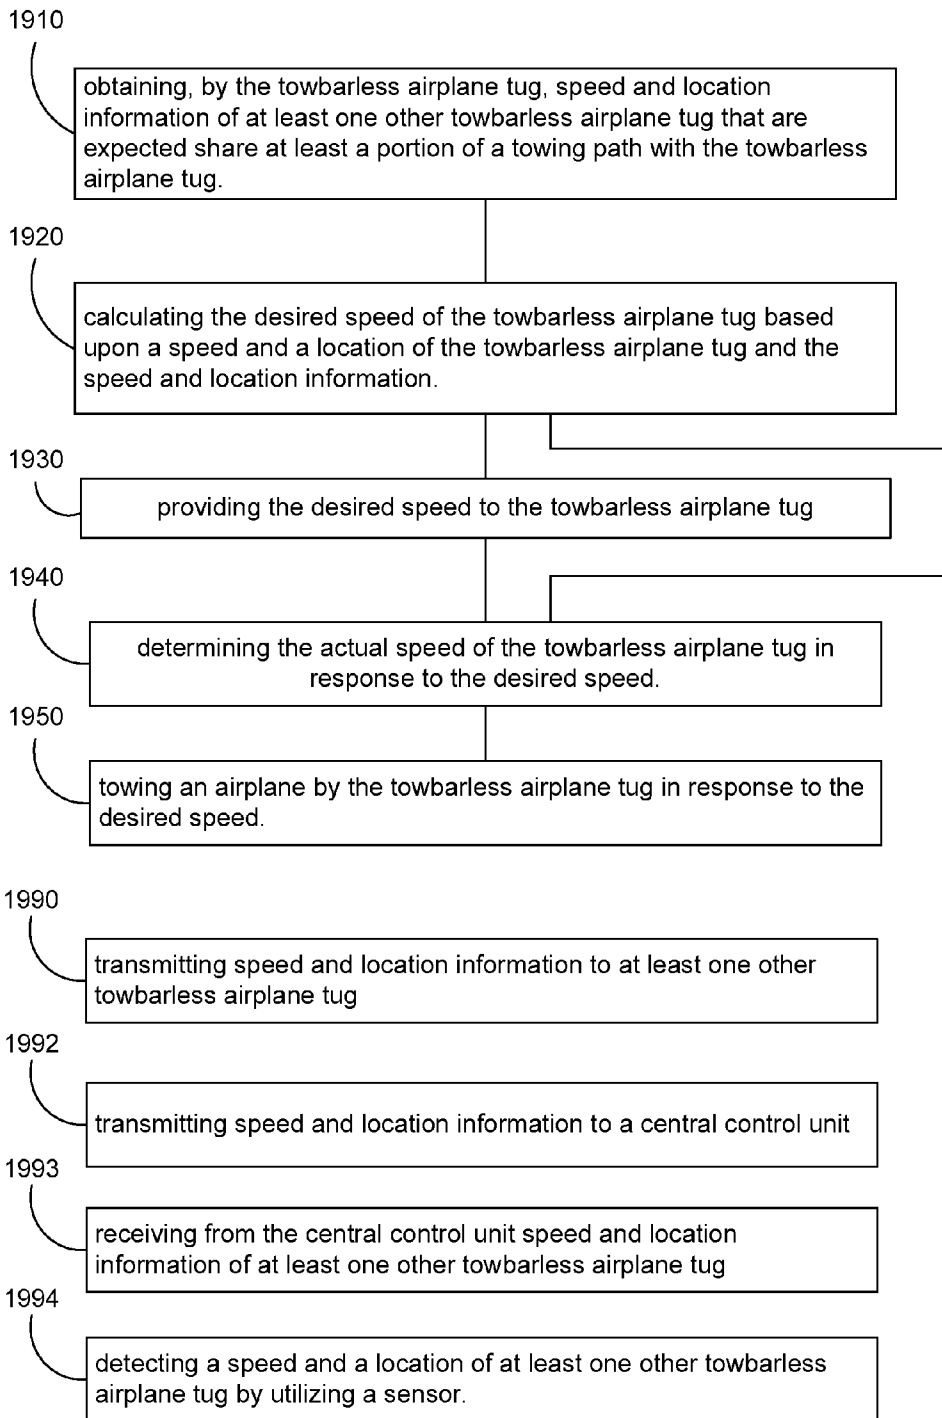 1910
obtaining, by the towbarless airplane tug, speed and location
information of at least one other towbarless airplane tug that are
expected share at least a portion of a towing path with the towbarless
airplane tug.
1920
calculating the desired speed of the towbarless airplane tug based
upon a speed and a location of the towbarless airplane tug and the
speed and location information.
1930
providing the desired speed to the towbarless airplane tug
1940
determining the actual speed of the towbarless airplane tug in
response to the desired speed.
1950
towing an airplane by the towbarless airplane tug in response to the
desired speed.
1990
transmitting speed and location information to at least one other
towbarless airplane tug
1992
transmitting speed and location information to a central control unit
1993
receiving from the central control unit speed and location
information of at least one other towbarless airplane tug
1994
detecting a speed and a location of at least one other towbarless
airplane tug by utilizing a sensor.